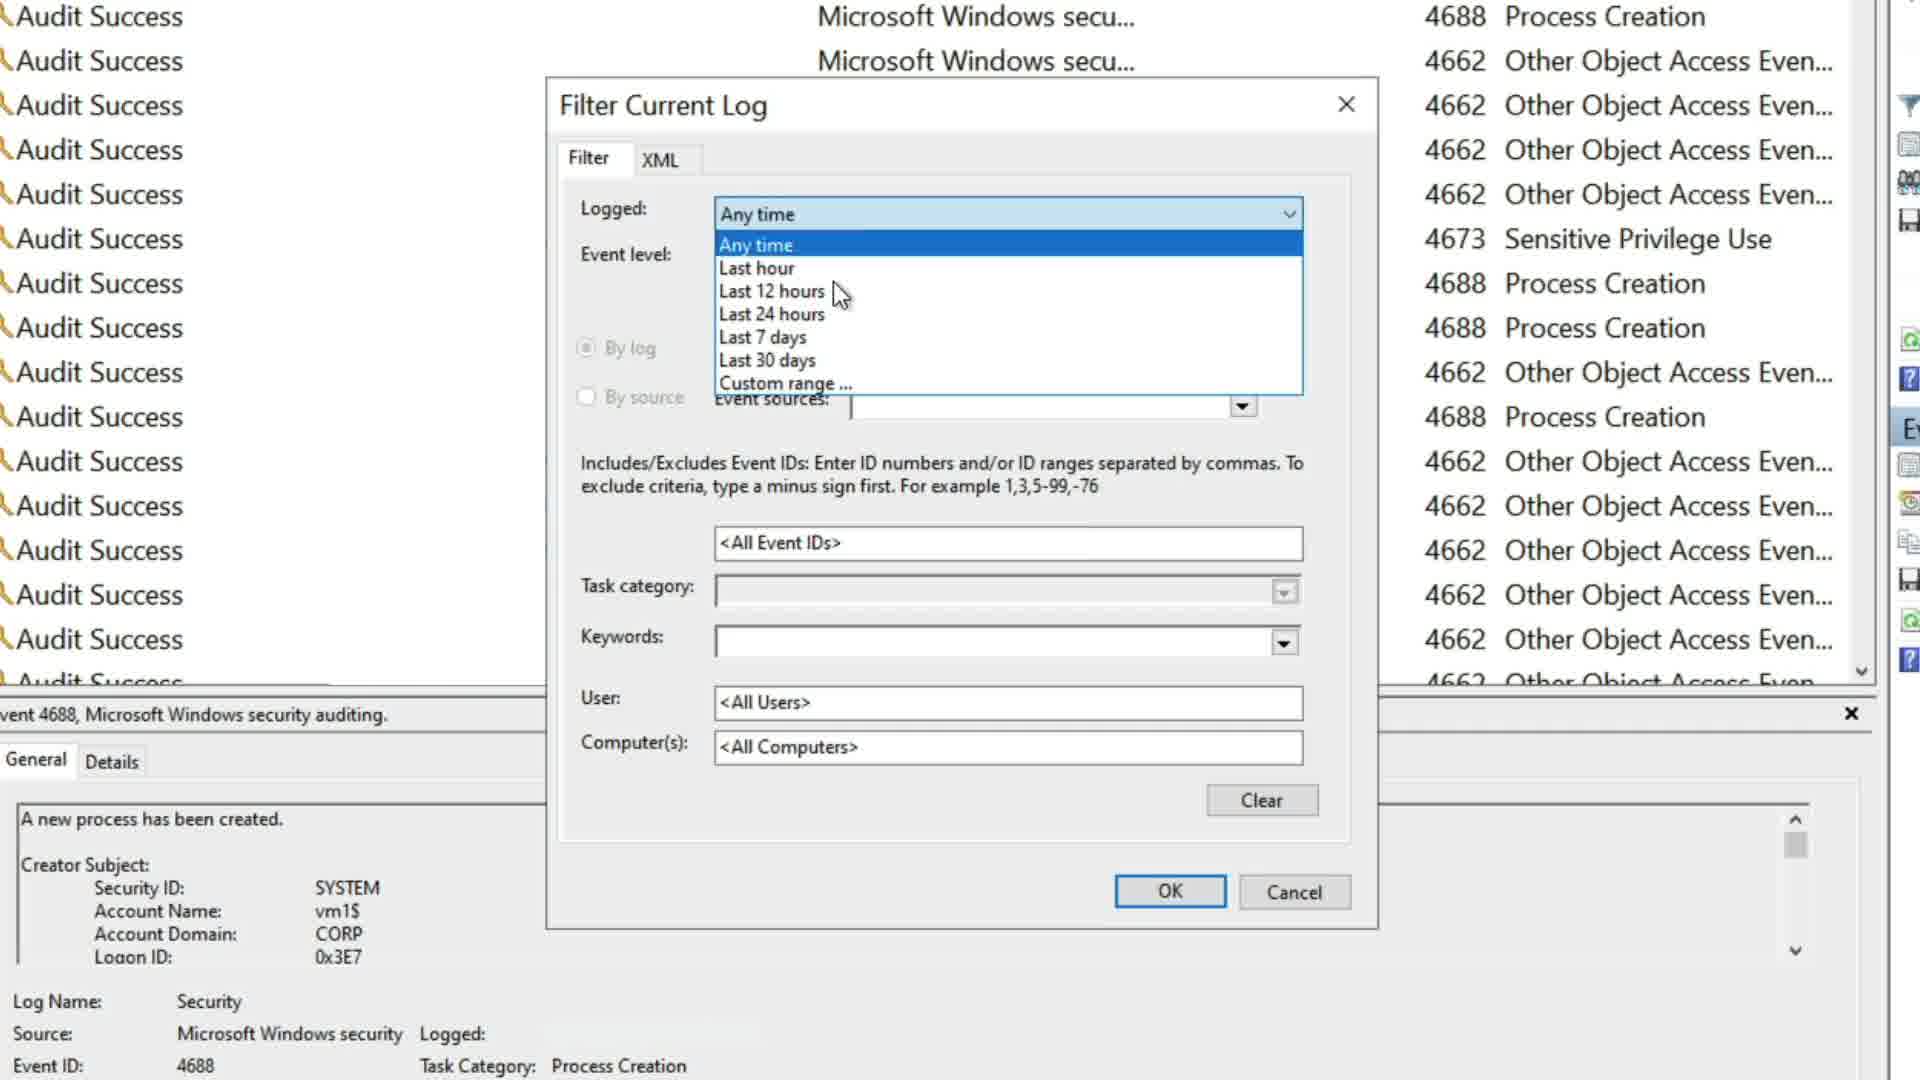 Audit Success Microsoft Windows secu... 4688 Process Creation
Audit Success Microsoft Windows secu... 4662 Other Object Access Even...
Audit Success 4662 Other Object Access Even...
Audit Success 4662 Other Object Access Even...
Audit Success 4662 Other Object Access Even...
Audit Success 4673 Sensitive Privilege Use
Audit Success 4688 Process Creation
Audit Success 4688 Process Creation
Audit Success 4662 Other Object Access Even...
Audit Success 4688 Process Creation
Audit Success 4662 Other Object Access Even...
Audit Success 4662 Other Object Access Even...
Audit Success 4662 Other Object Access Even...
Audit Success 4662 Other Object Access Even...
Audit Success 4662 Other Object Access Even...
Audit Success 4662 Other Object Access Even...
Filter Current Log
Filter XML
Logged: Any time
Any time
Last hour
Last 12 hours
Last 24 hours
Last 7 days
Last 30 days
Custom range ...
Event level:
By log
By source Event sources:
Includes/Excludes Event IDs: Enter ID numbers and/or ID ranges separated by commas. To
exclude criteria, type a minus sign first. For example 1,3,5-99,-76
<All Event IDs>
Task category:
Keywords:
User: <All Users>
Computer(s): <All Computers>
Clear
OK Cancel
vent 4688, Microsoft Windows security auditing.
General Details
A new process has been created.
Creator Subject:
Security ID: SYSTEM
Account Name: vm1$
Account Domain: CORP
Logon ID: 0x3E7
Log Name: Security
Source: Microsoft Windows security Logged:
Event ID: 4688 Task Category: Process Creation